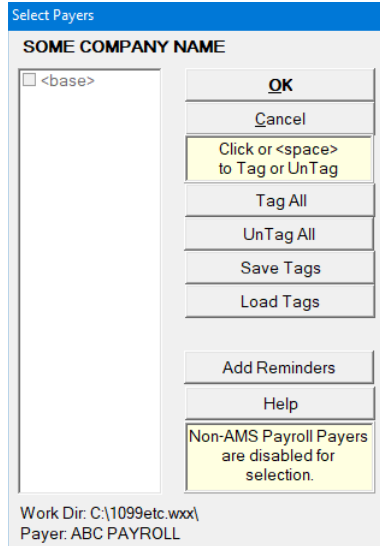 Select Payers
SOME COMPANY NAME
<base>
OK
Cancel
Click or <space>
to Tag or UnTag
Tag All
UnTag All
Save Tags
Load Tags
Add Reminders
Help
Non-AMS Payroll Payers
are disabled for
selection.
Work Dir: C:\1099etc.wxx\
Payer: ABC PAYROLL